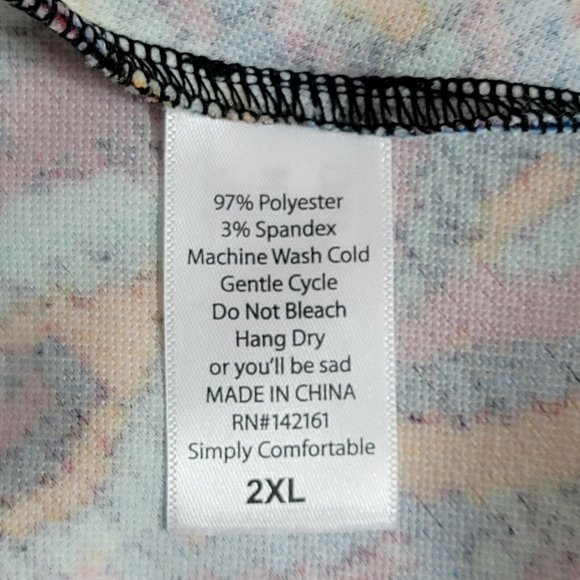 97% Polyester
3% Spandex
Machine Wash Cold
Gentle Cycle
Do Not Bleach
Hang Dry
or you'll be sad
MADE IN CHINA
RN#142161
Simply Comfortable
2XL